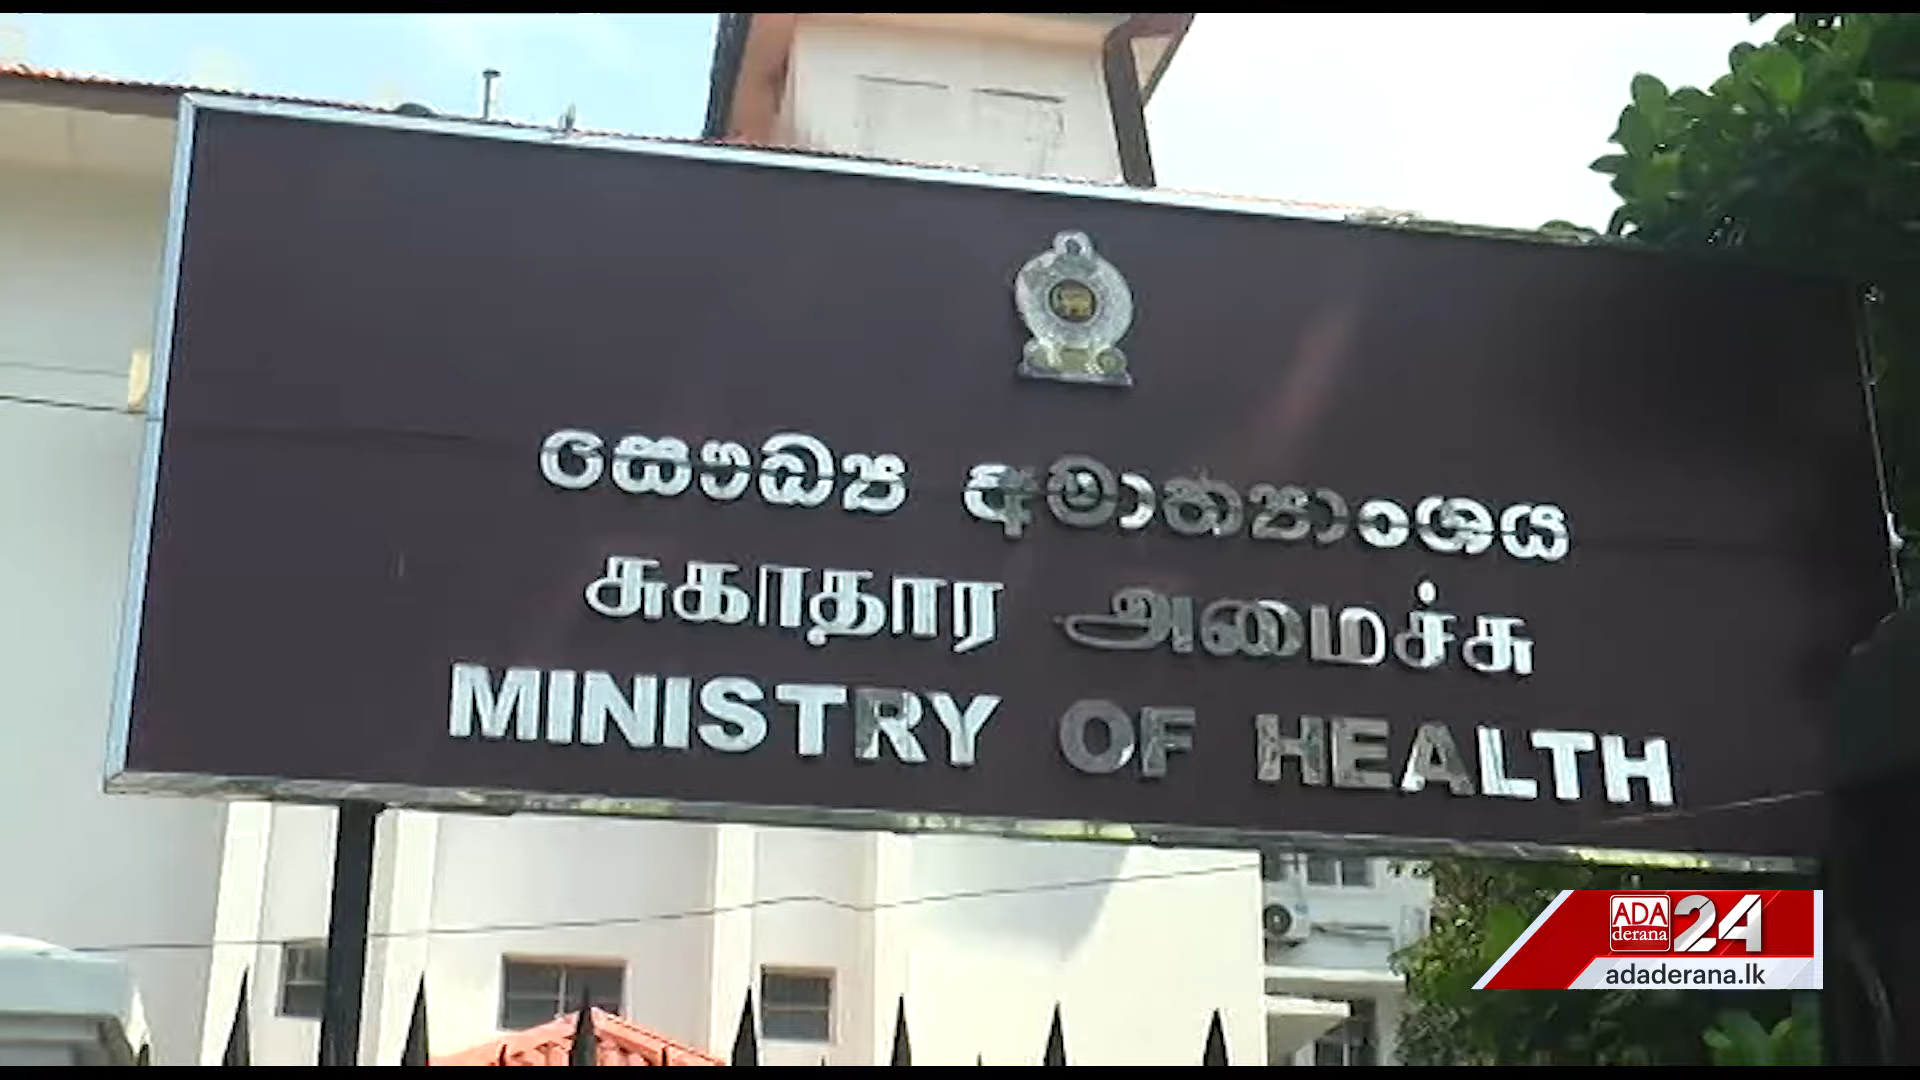 සෞඛ්‍ය අමාත්‍යාංශය
சுகாதார அமைச்சு
MINISTRY OF HEALTH
ADA derana 24
adaderana.lk